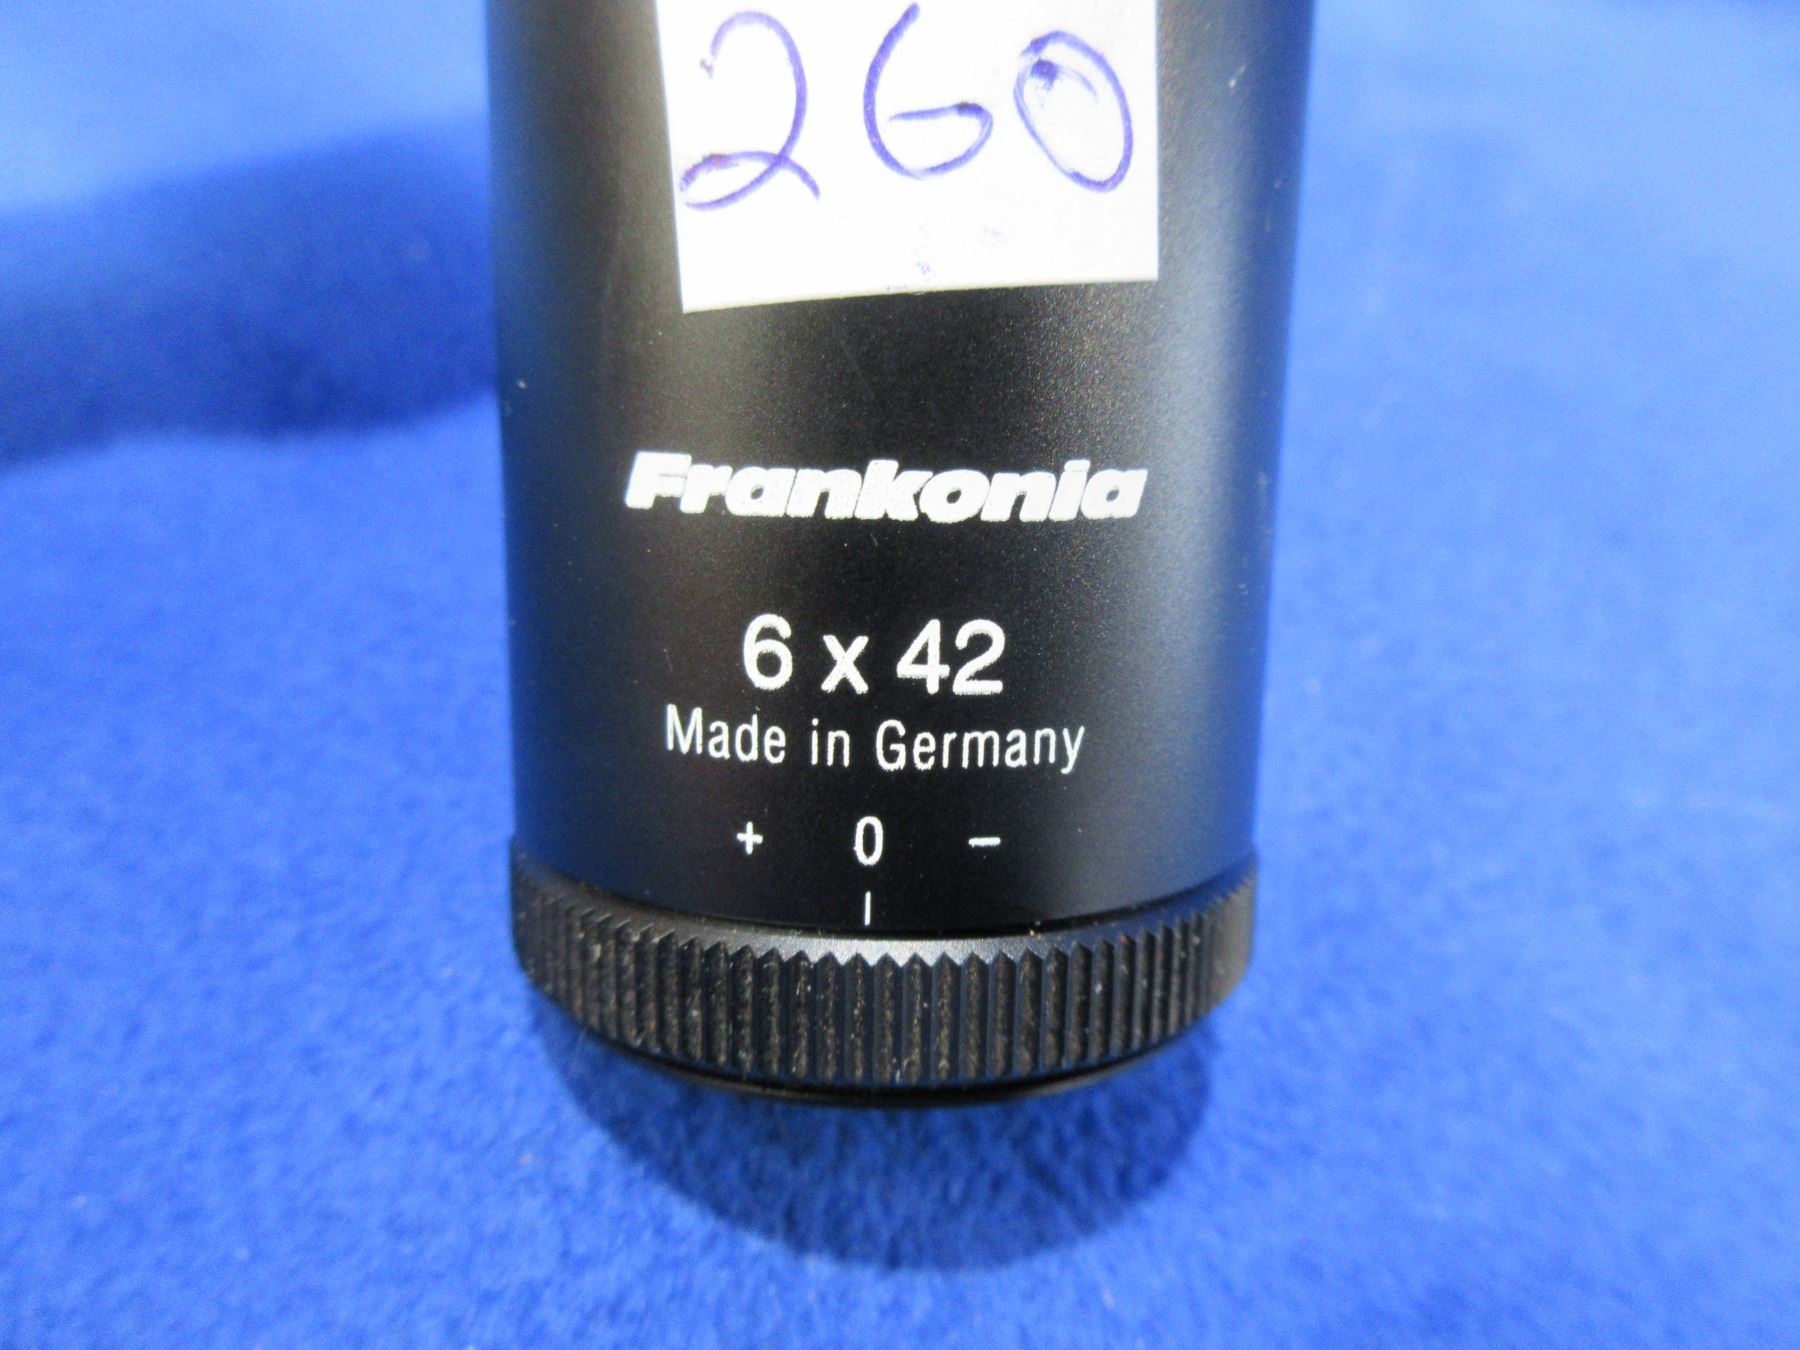 260
Frankonia
6 x 42
Made in Germany
+ 0 -